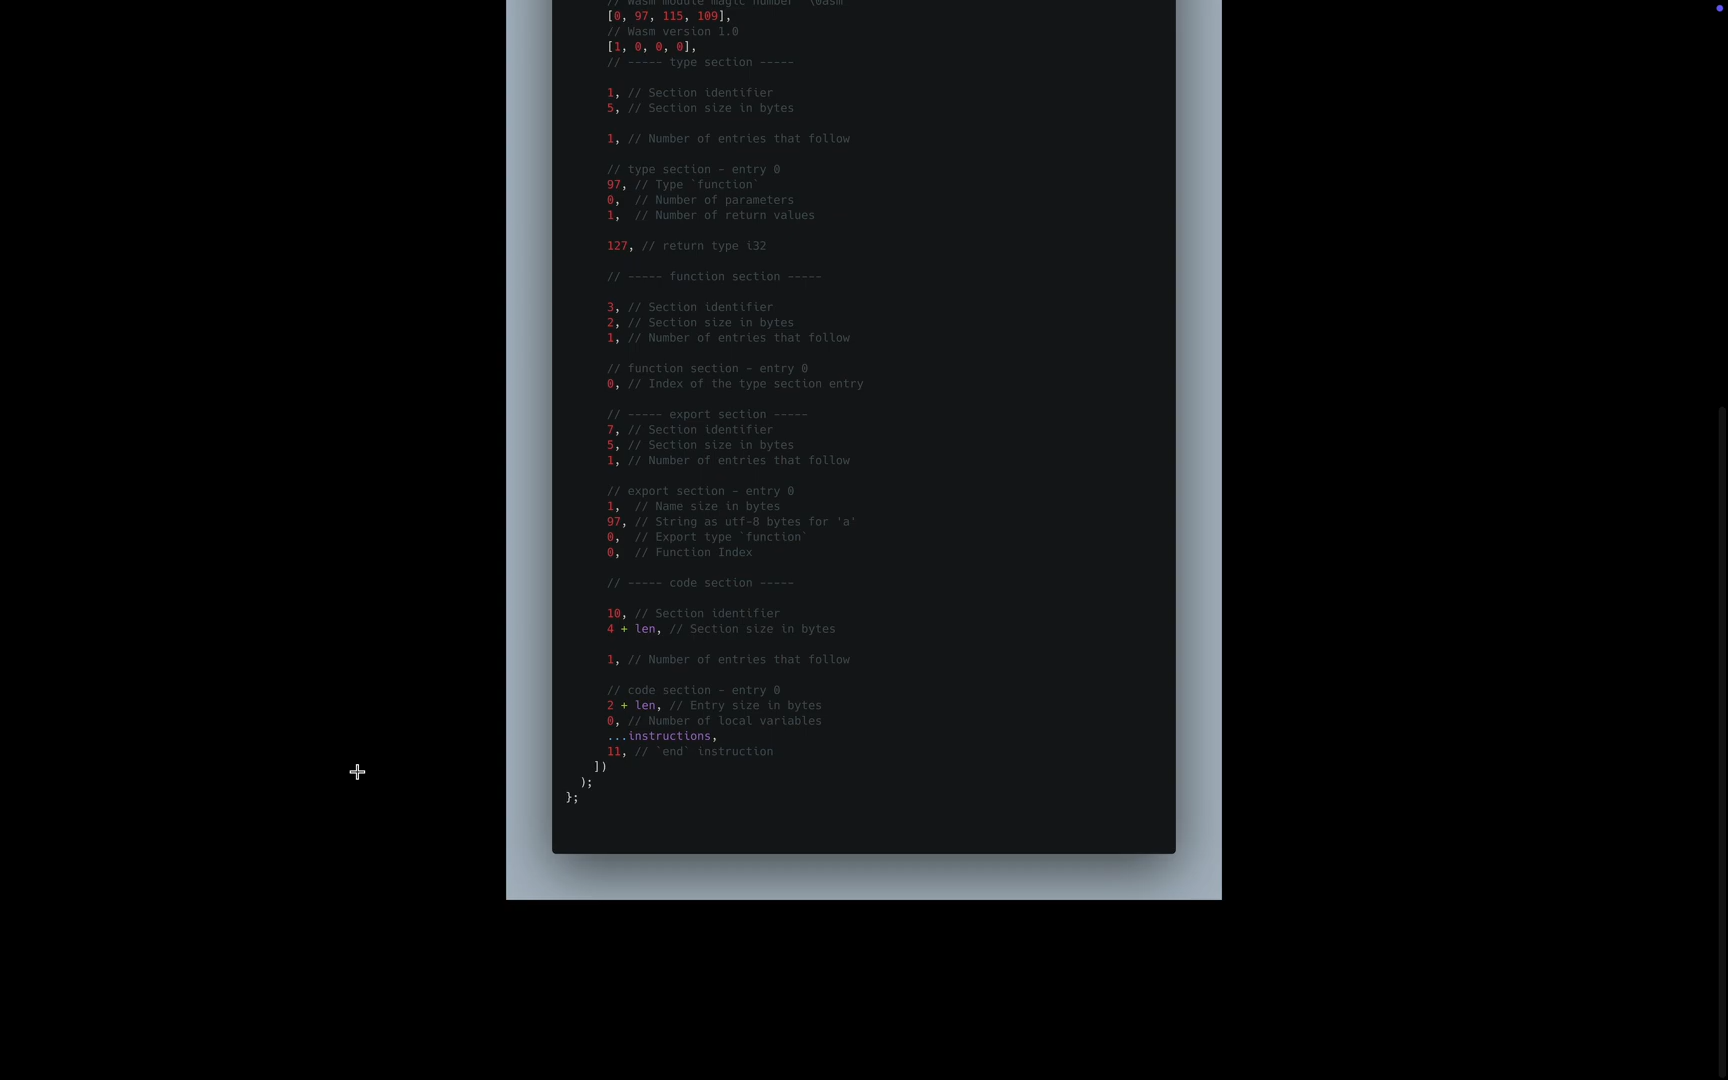 // Wasm module magic number '\0asm'
[0, 97, 115, 109],
// Wasm version 1.0
[1, 0, 0, 0],
// ----- type section -----
1, // Section identifier
5, // Section size in bytes
1, // Number of entries that follow
// type section - entry 0
97, // Type `function`
0,  // Number of parameters
1,  // Number of return values
127, // return type i32
// ----- function section -----
3, // Section identifier
2, // Section size in bytes
1, // Number of entries that follow
// function section - entry 0
0, // Index of the type section entry
// ----- export section -----
7, // Section identifier
5, // Section size in bytes
1, // Number of entries that follow
// export section - entry 0
1,  // Name size in bytes
97, // String as utf-8 bytes for 'a'
0,  // Export type `function`
0,  // Function Index
// ----- code section -----
10, // Section identifier
4 + len, // Section size in bytes
1, // Number of entries that follow
// code section - entry 0
2 + len, // Entry size in bytes
0, // Number of local variables
...instructions,
11, // `end` instruction
])
);
};